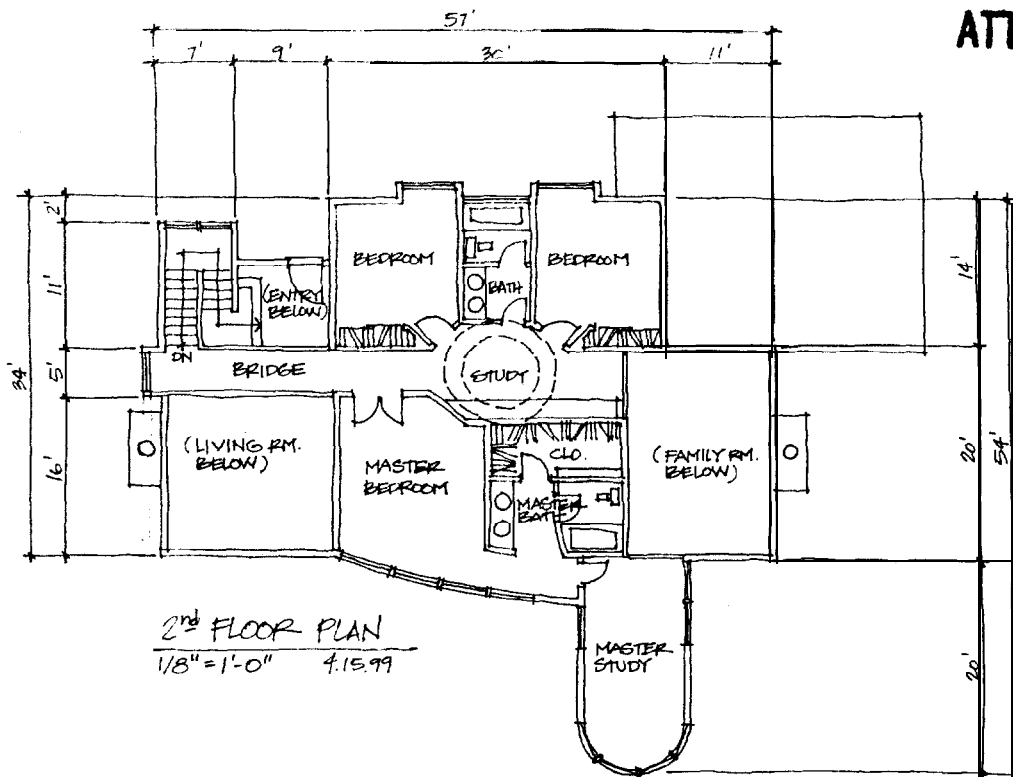 57'
ATT
7'
9'
30'
11'
2'
11'
5'
16'
34'
14'
20'
20'
54'
BEDROOM
BATH
BEDROOM
(ENTRY
BELOW)
DN
BRIDGE
STUDY
(LIVING RM.
BELOW)
MASTER
BEDROOM
CLO.
MASTER
BATH
(FAMILY RM.
BELOW)
MASTER
STUDY
2nd FLOOR PLAN
1/8" = 1'-0" 4.15.99